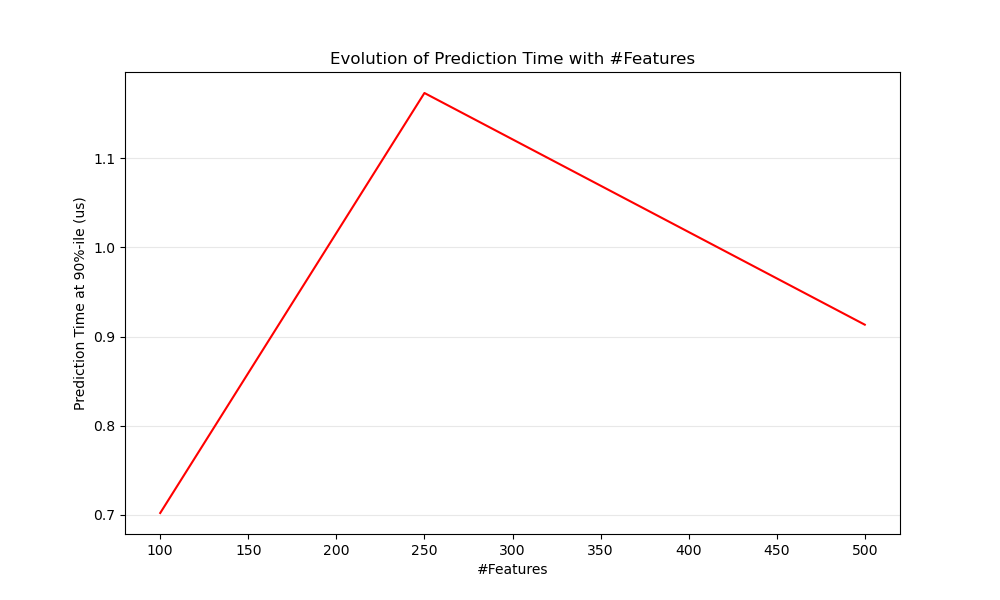 Evolution of Prediction Time with #Features
Prediction Time at 90%-ile (us)
1.1
1.0
0.9
0.8
0.7
100 150 200 250 300 350 400 450 500
#Features